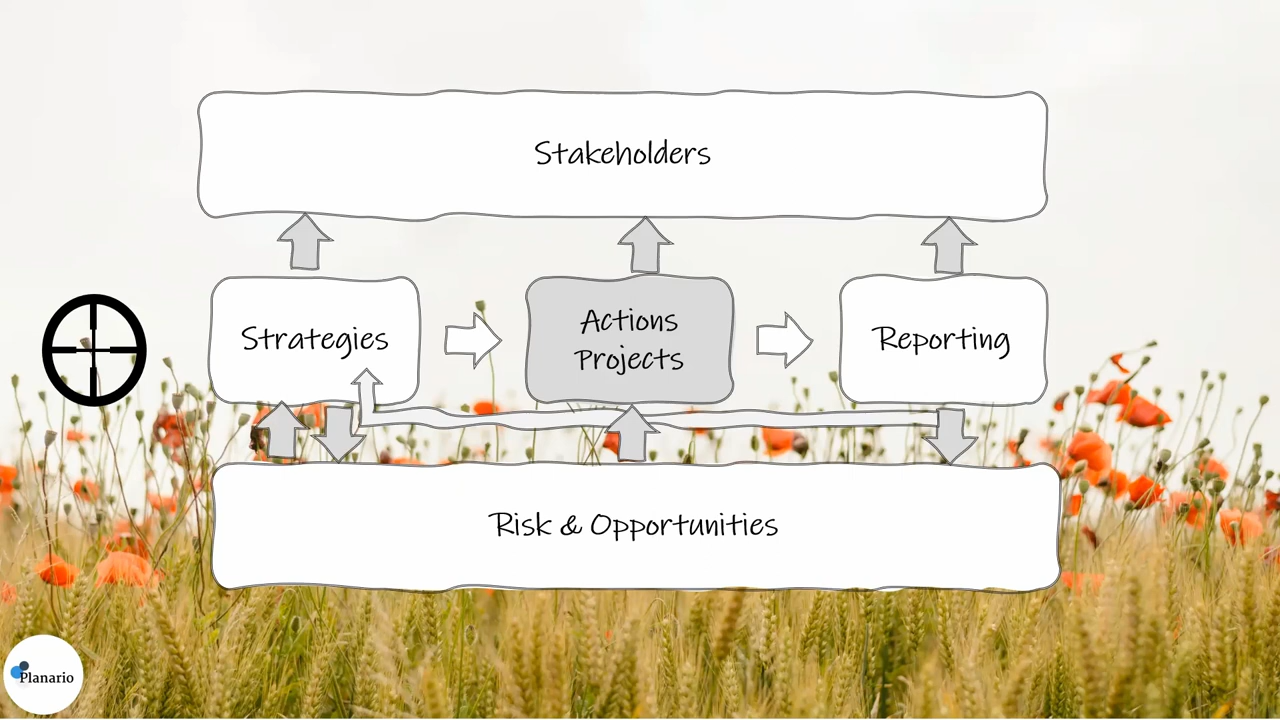 Stakeholders
Strategies
Actions
Projects
Reporting
Risk & Opportunities
Planario